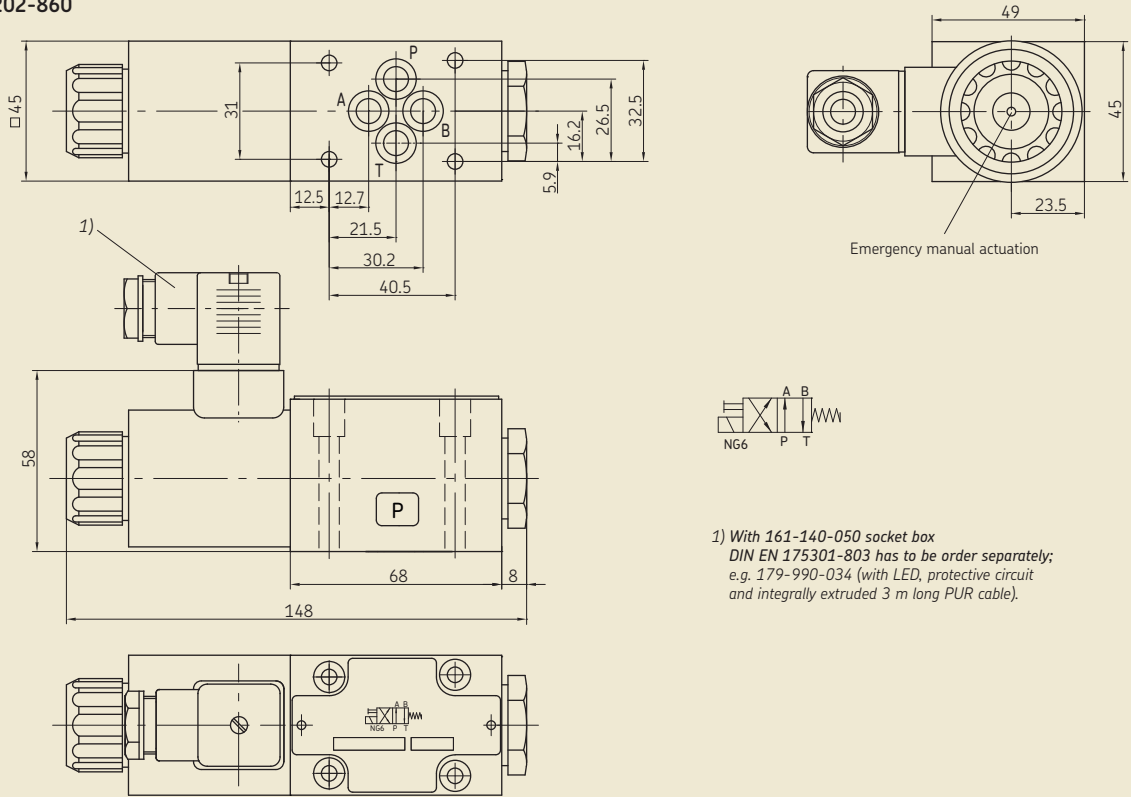 202-860
□ 45
31
P
A
B
T
16.2
26.5
32.5
5.9
12.5
12.7
21.5
30.2
40.5
49
45
23.5
Emergency manual actuation
1)
58
P
68
8
148
A B
NG6 P T
1) With 161-140-050 socket box
DIN EN 175301-803 has to be order separately;
e.g. 179-990-034 (with LED, protective circuit
and integrally extruded 3 m long PUR cable).
A B
NG6 P T